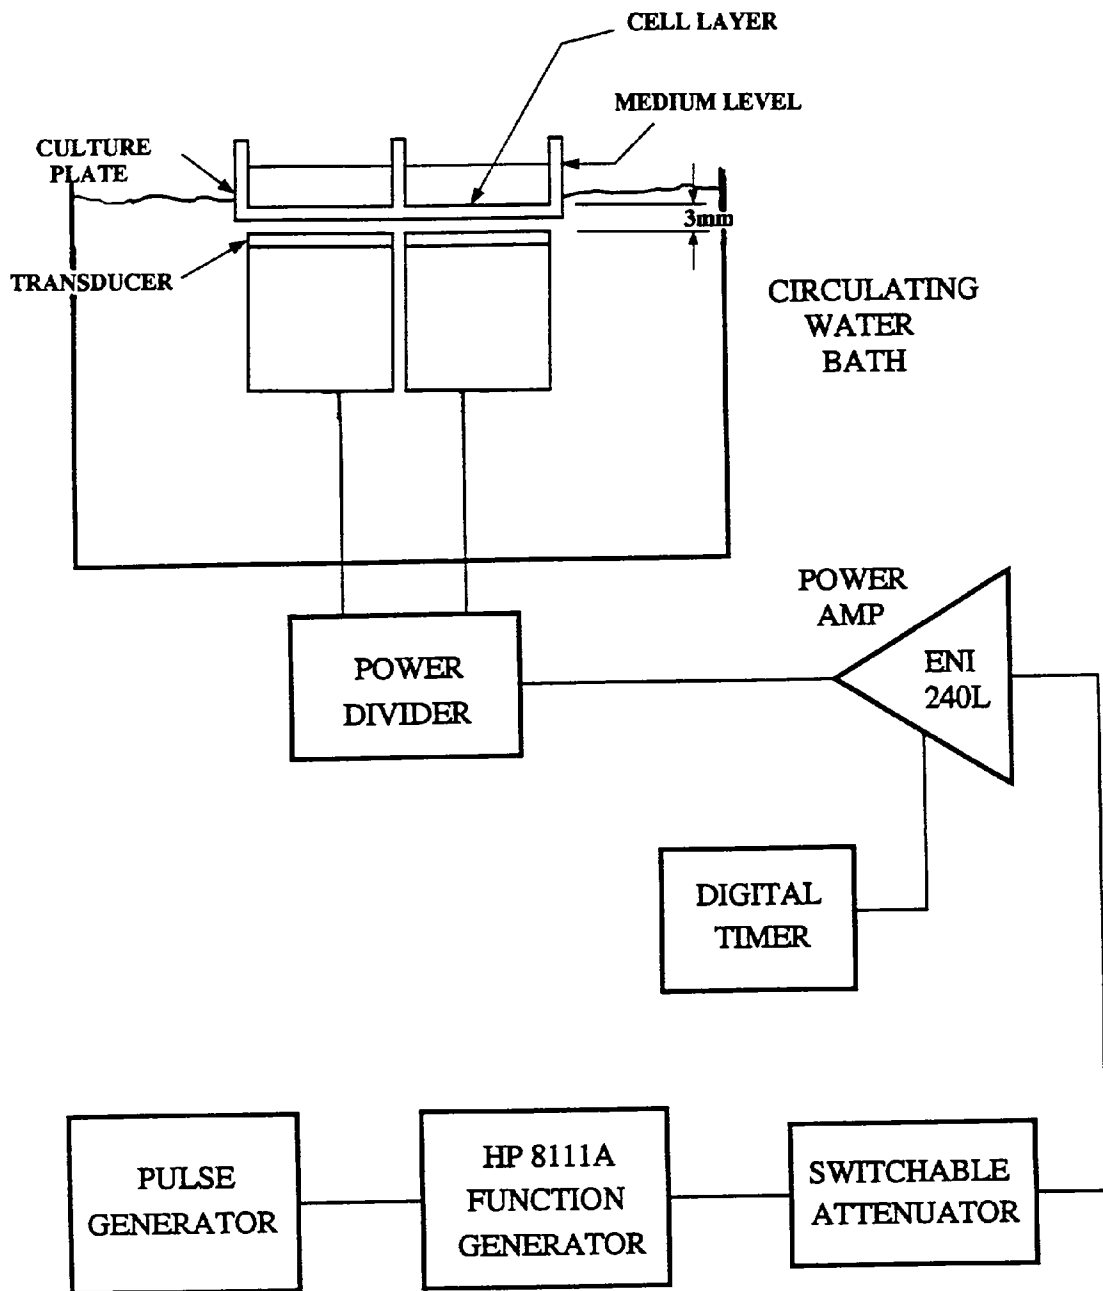 CELL LAYER
MEDIUM LEVEL
CULTURE
PLATE
3mm
TRANSDUCER
CIRCULATING
WATER
BATH
POWER
AMP
ENI
240L
POWER
DIVIDER
DIGITAL
TIMER
PULSE
GENERATOR
HP 8111A
FUNCTION
GENERATOR
SWITCHABLE
ATTENUATOR